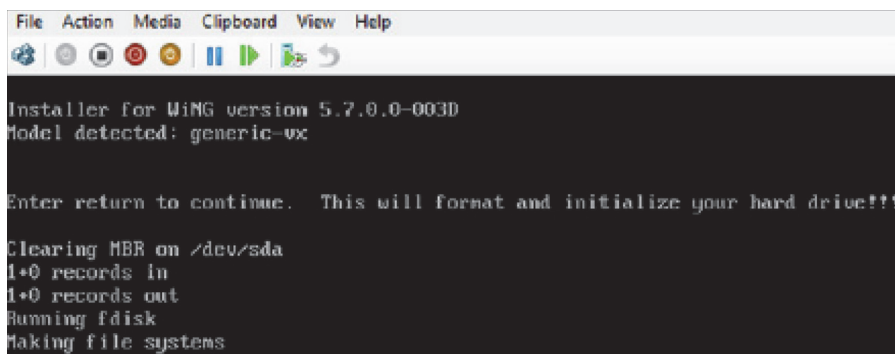 File Action Media Clipboard View Help
Installer for WiNG version 5.7.0.0-003D
Model detected: generic-vx
Enter return to continue. This will format and initialize your hard drive!!!
Clearing MBR on /dev/sda
1+0 records in
1+0 records out
Running fdisk
Making file systems